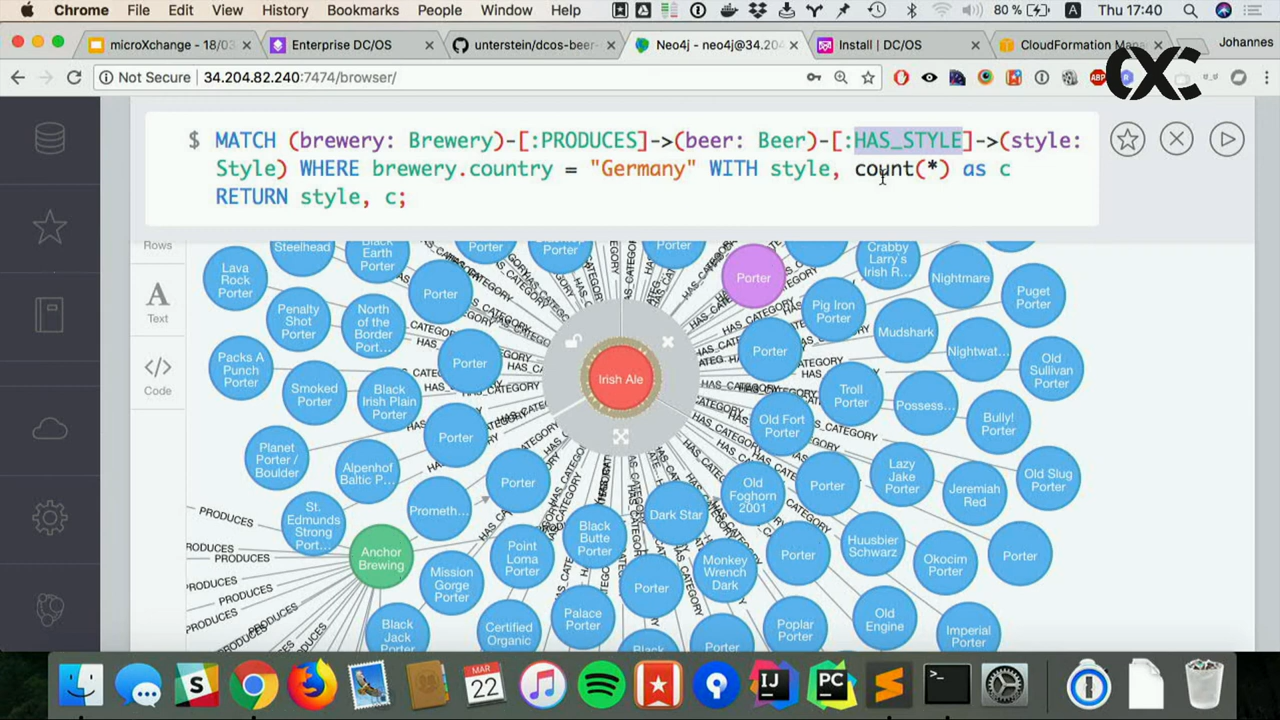 Chrome File Edit View History Bookmarks People Window Help 80 % A Thu 17:40
microXchange - 18/03 Enterprise DC/OS unterstein/dcos-beer- Neo4j - neo4j@34.20 Install | DC/OS CloudFormation Man Johannes
Not Secure 34.204.82.240:7474/browser/
$ MATCH (brewery: Brewery)-[:PRODUCES]->(beer: Beer)-[:HAS_STYLE]->(style:
Style) WHERE brewery.country = "Germany" WITH style, count(*) as c
RETURN style, c;
Rows
Text
Code
Steelhead
Black Earth Porter
Porter
Porter
Crabby Larry's Irish R...
Nightmare
Lava Rock Porter
Porter
Pig Iron Porter
Puget Porter
Penalty Shot Porter
North of the Border Port...
Mudshark
Packs A Punch Porter
Porter
Porter
Nightwat...
Old Sullivan Porter
Irish Ale
Smoked Porter
Black Irish Plain Porter
Troll Porter
Possess...
Bully! Porter
Planet Porter / Boulder
Alpenhof Baltic P...
Porter
Old Fort Porter
Lazy Jake Porter
Old Slug Porter
Porter
Old Foghorn 2001
Porter
Jeremiah Red
St. Edmunds Strong Port...
Prometh...
Dark Star
Anchor Brewing
Point Loma Porter
Black Butte Porter
Porter
Huusbier Schwarz
Okocim Porter
Porter
Mission Gorge Porter
Porter
Monkey Wrench Dark
Black Jack Porter
Certified Organic
Palace Porter
Poplar Porter
Old Engine
Imperial Porter
Black
Porter
HAS_CATEGORY
PRODUCES
MAR
22